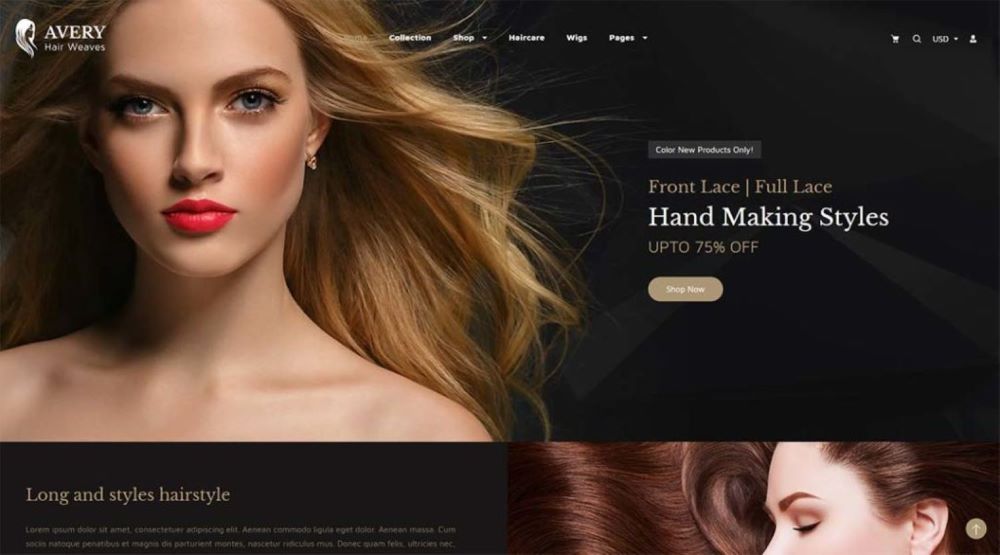 AVERY
Hair Weaves
Home Collection Shop Haircare Wigs Pages USD
Color New Products Only!
Front Lace | Full Lace
Hand Making Styles
UPTO 75% OFF
Shop Now
Long and styles hairstyle
Lorem ipsum dolor sit amet, consectetuer adipiscing elit. Aenean commodo ligula eget dolor. Aenean massa. Cum
sociis natoque penatibus et magnis dis parturient montes, nascetur ridiculus mus. Donec quam felis, ultricies nec,